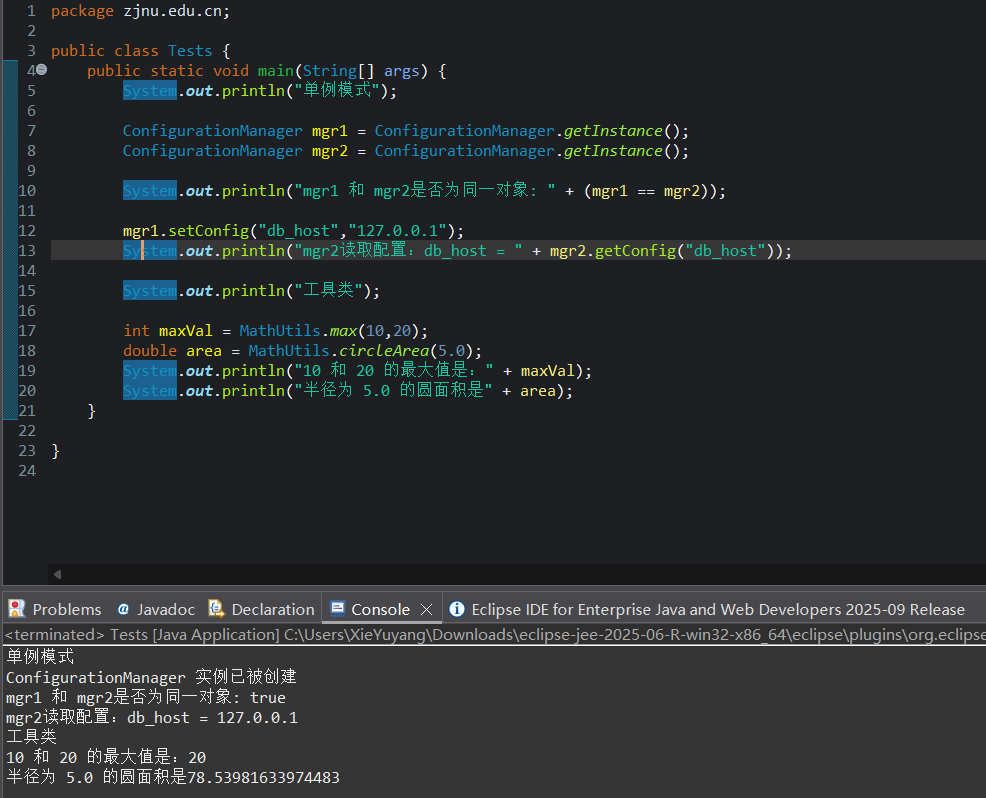 1 package zjnu.edu.cn;
2
3 public class Tests {
4 public static void main(String[] args) {
5 System.out.println("单例模式");
6
7 ConfigurationManager mgr1 = ConfigurationManager.getInstance();
8 ConfigurationManager mgr2 = ConfigurationManager.getInstance();
9
10 System.out.println("mgr1 和 mgr2是否为同一对象: " + (mgr1 == mgr2));
11
12 mgr1.setConfig("db_host","127.0.0.1");
13 System.out.println("mgr2读取配置：db_host = " + mgr2.getConfig("db_host"));
14
15 System.out.println("工具类");
16
17 int maxVal = MathUtils.max(10,20);
18 double area = MathUtils.circleArea(5.0);
19 System.out.println("10 和 20 的最大值是：" + maxVal);
20 System.out.println("半径为 5.0 的圆面积是" + area);
21 }
22
23 }
24
Problems Javadoc Declaration Console Eclipse IDE for Enterprise Java and Web Developers 2025-09 Release
<terminated> Tests [Java Application] C:\Users\XieYuyang\Downloads\eclipse-jee-2025-06-R-win32-x86_64\eclipse\plugins\org.eclipse
单例模式
ConfigurationManager 实例已被创建
mgr1 和 mgr2是否为同一对象: true
mgr2读取配置：db_host = 127.0.0.1
工具类
10 和 20 的最大值是：20
半径为 5.0 的圆面积是78.53981633974483